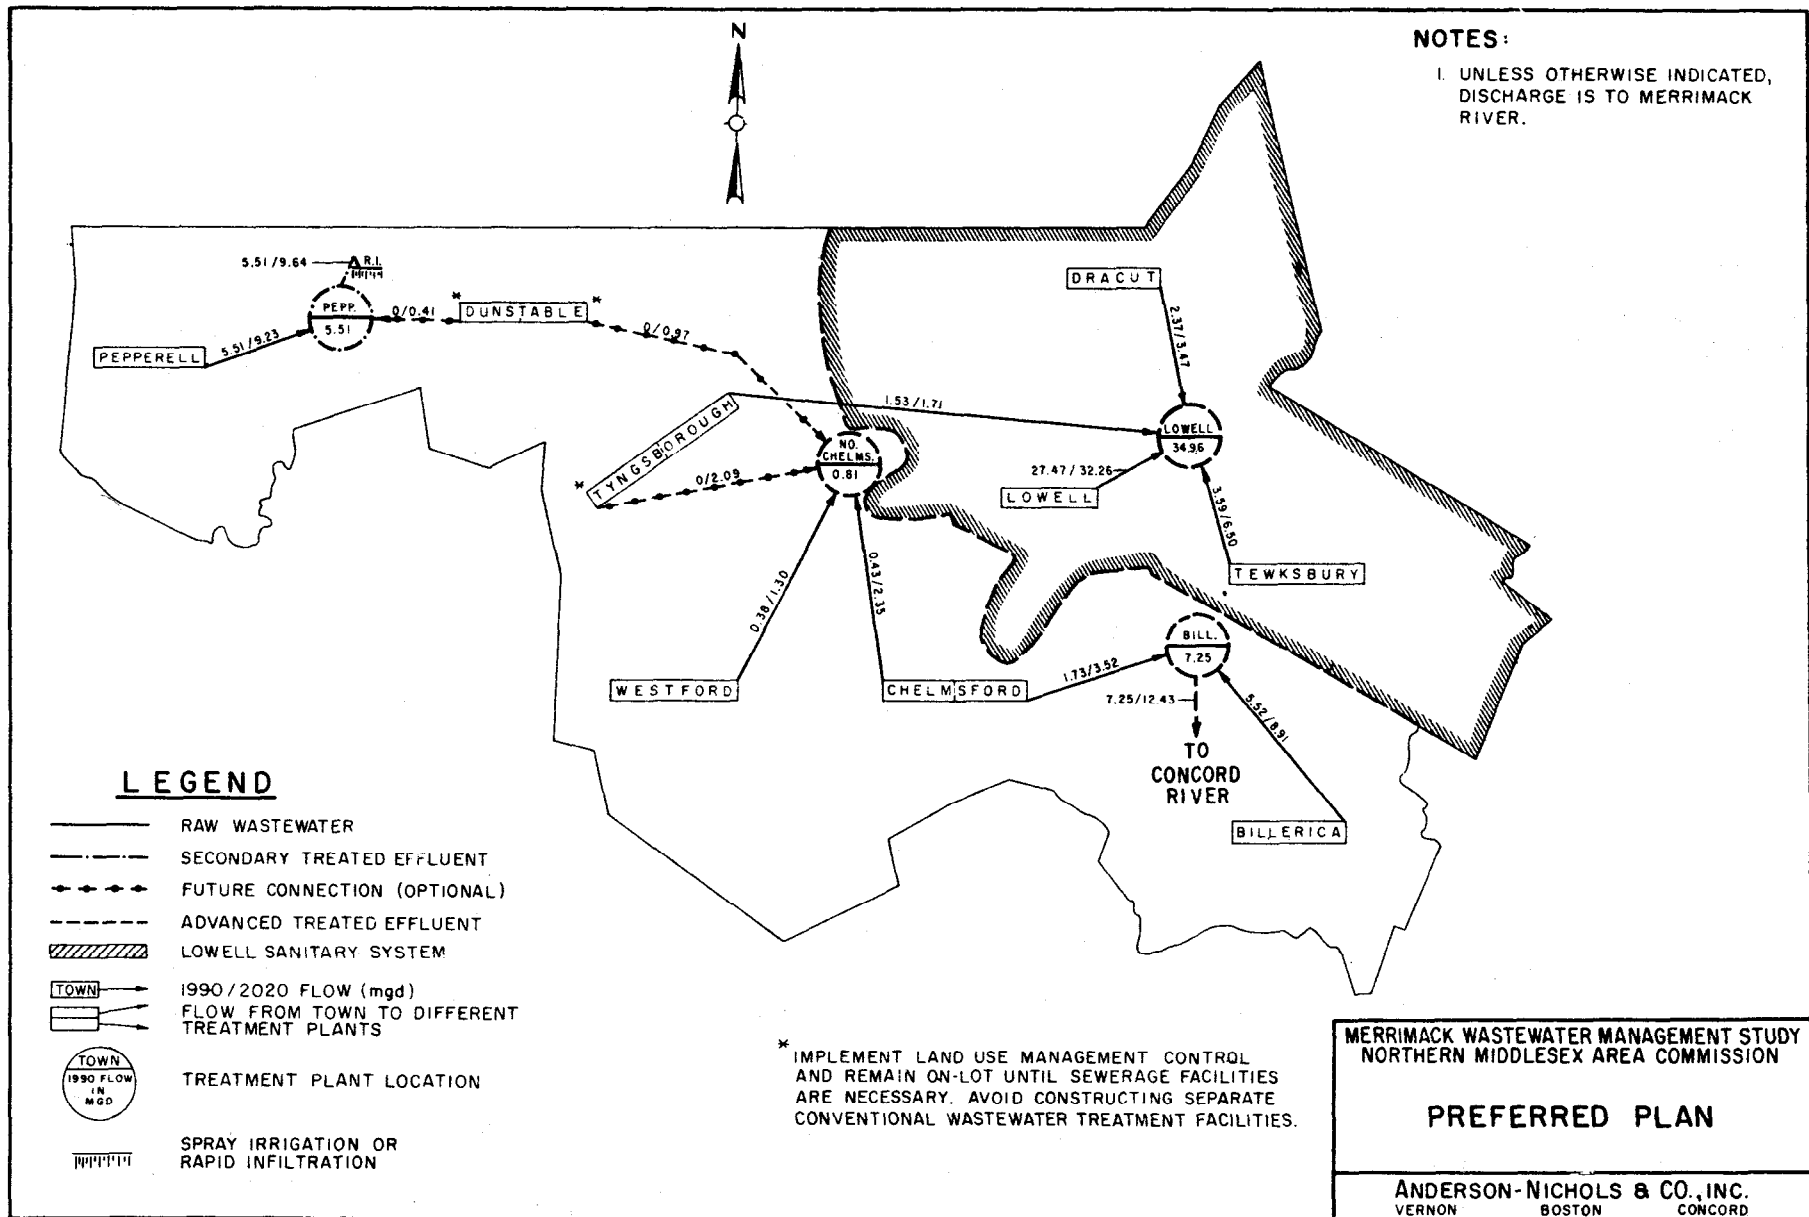 N
NOTES:
1. UNLESS OTHERWISE INDICATED,
DISCHARGE IS TO MERRIMACK
RIVER.
5.51/9.64
R.I.
PEPP.
5.51
0/0.41
* DUNSTABLE *
0/0.97
PEPPERELL
5.51/9.23
DRACUT
2.37/3.47
* TYNGSBOROUGH
1.53/1.71
0/2.09
NO.
CHELMS.
0.81
LOWELL
34.96
27.47/32.26
LOWELL
3.59/6.50
TEWKSBURY
0.38/1.30
WESTFORD
0.43/2.35
CHELMSFORD
1.73/3.52
BILL.
7.25
7.25/12.43
TO
CONCORD
RIVER
5.52/8.91
BILLERICA
LEGEND
RAW WASTEWATER
SECONDARY TREATED EFFLUENT
FUTURE CONNECTION (OPTIONAL)
ADVANCED TREATED EFFLUENT
LOWELL SANITARY SYSTEM
TOWN 1990/2020 FLOW (mgd)
FLOW FROM TOWN TO DIFFERENT
TREATMENT PLANTS
TOWN
1990 FLOW
IN
MGD
TREATMENT PLANT LOCATION
SPRAY IRRIGATION OR
RAPID INFILTRATION
* IMPLEMENT LAND USE MANAGEMENT CONTROL
AND REMAIN ON-LOT UNTIL SEWERAGE FACILITIES
ARE NECESSARY. AVOID CONSTRUCTING SEPARATE
CONVENTIONAL WASTEWATER TREATMENT FACILITIES.
MERRIMACK WASTEWATER MANAGEMENT STUDY
NORTHERN MIDDLESEX AREA COMMISSION
PREFERRED PLAN
ANDERSON-NICHOLS & CO., INC.
VERNON BOSTON CONCORD